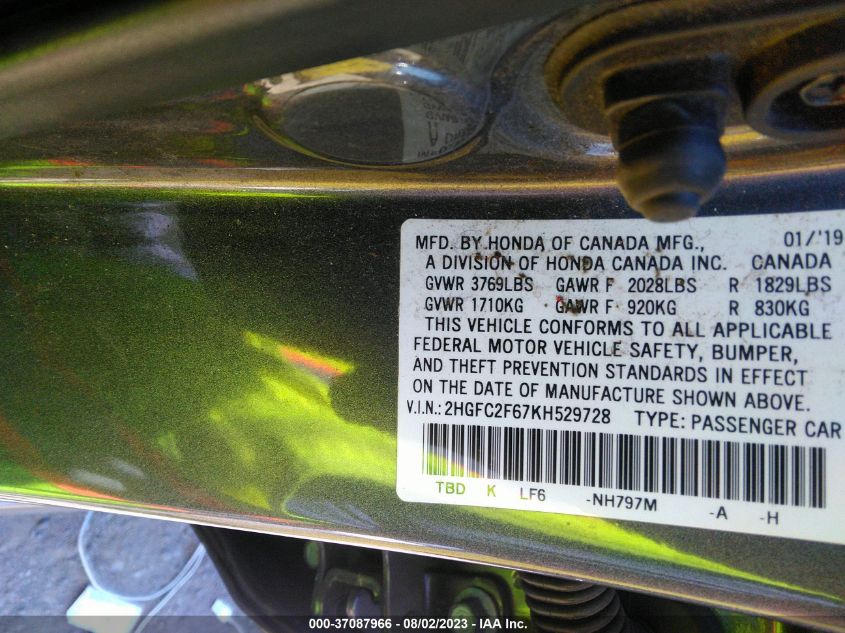 MFD. BY HONDA OF CANADA MFG., 01/'19
A DIVISION OF HONDA CANADA INC. CANADA
GVWR 3769LBS GAWR F 2028LBS R 1829LBS
GVWR 1710KG GAWR F 920KG R 830KG
THIS VEHICLE CONFORMS TO ALL APPLICABLE
FEDERAL MOTOR VEHICLE SAFETY, BUMPER,
AND THEFT PREVENTION STANDARDS IN EFFECT
ON THE DATE OF MANUFACTURE SHOWN ABOVE.
V.I.N.: 2HGFC2F67KH529728 TYPE: PASSENGER CAR
TBD K LF6 -NH797M -A -H
000-37087966 - 08/02/2023 - IAA Inc.